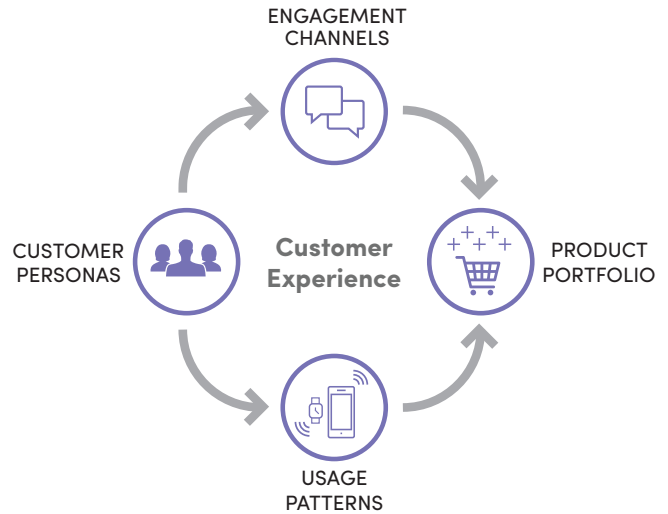 ENGAGEMENT
CHANNELS
CUSTOMER
PERSONAS
Customer
Experience
PRODUCT
PORTFOLIO
USAGE
PATTERNS